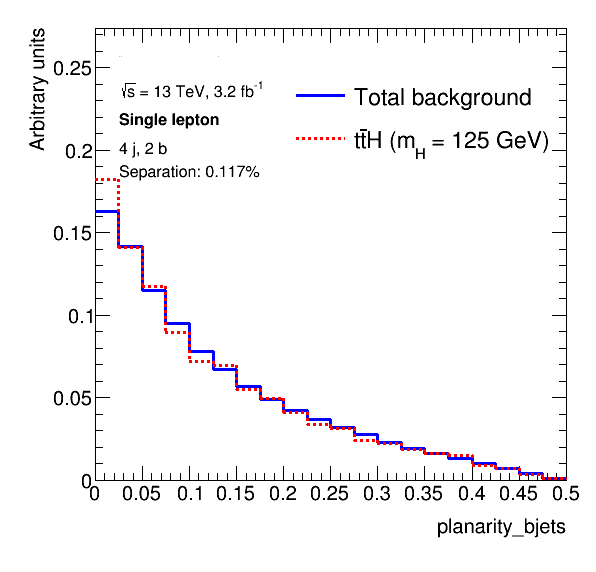 Arbitrary units
0.25
0.2
0.15
0.1
0.05
0
√s = 13 TeV, 3.2 fb⁻¹
Single lepton
4 j, 2 b
Separation: 0.117%
Total background
tt̄H (m_H = 125 GeV)
0 0.05 0.1 0.15 0.2 0.25 0.3 0.35 0.4 0.45 0.5
planarity_bjets